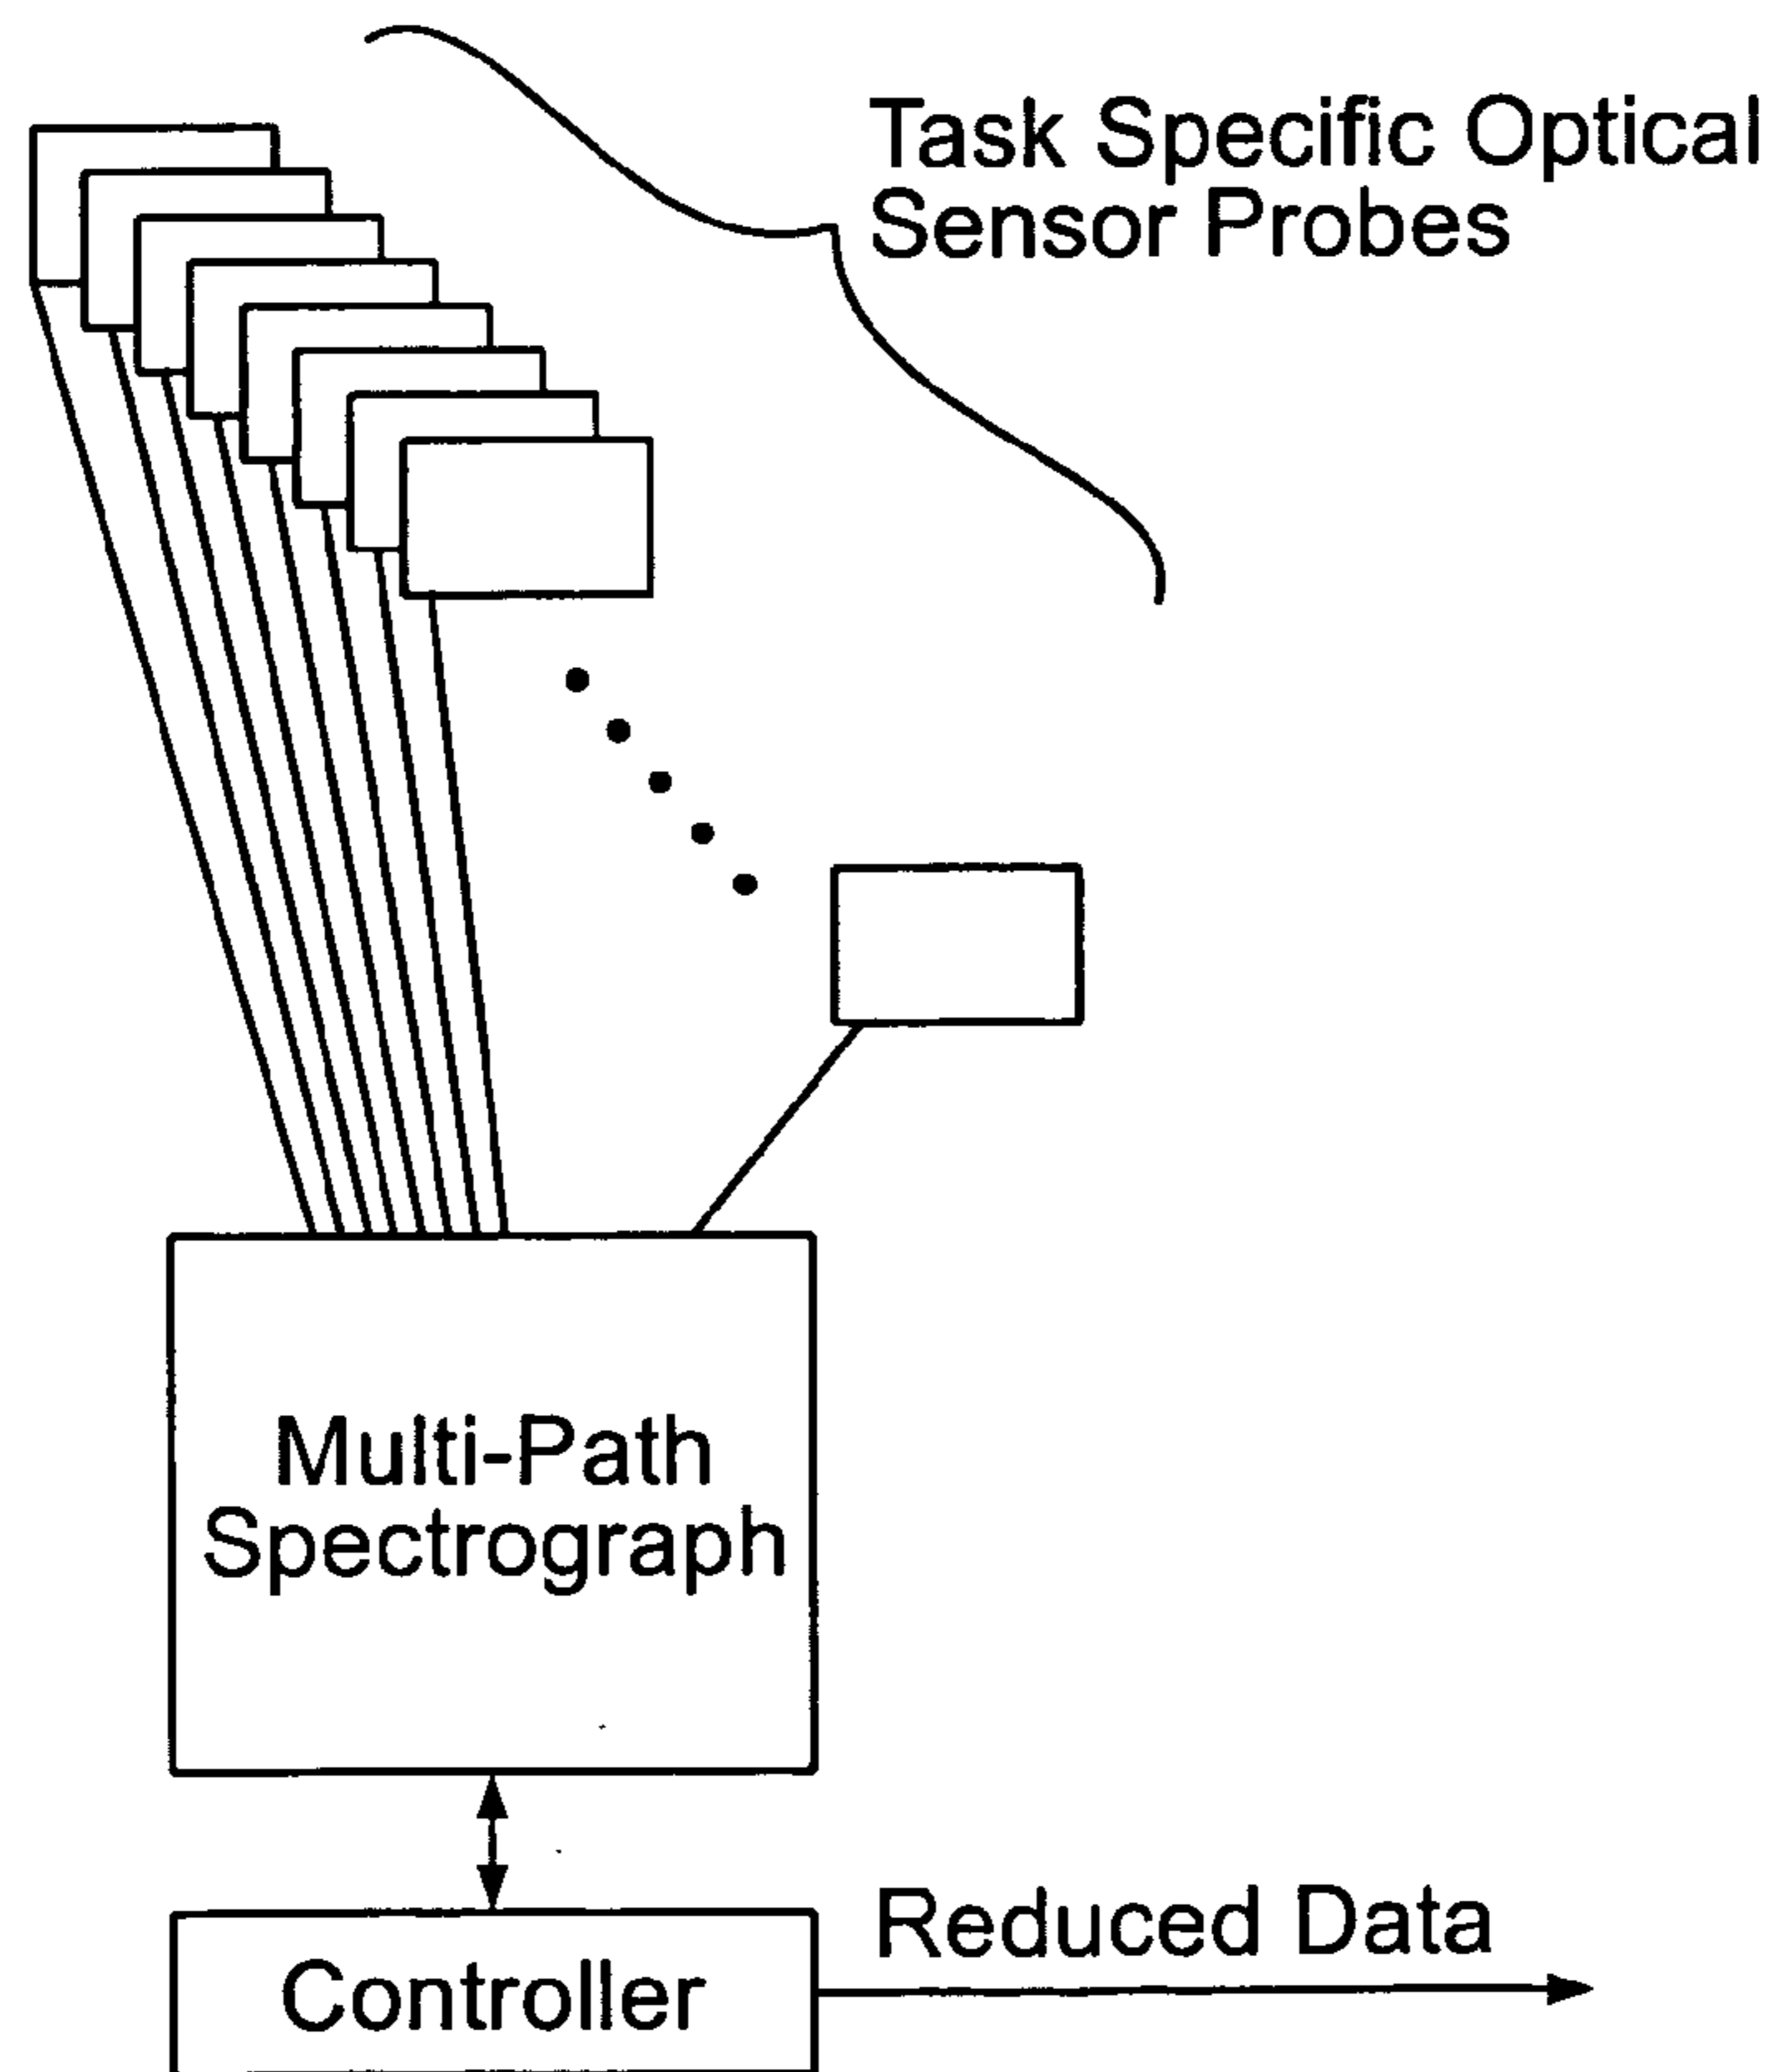 Task Specific Optical
Sensor Probes
Multi-Path
Spectrograph
Reduced Data
Controller